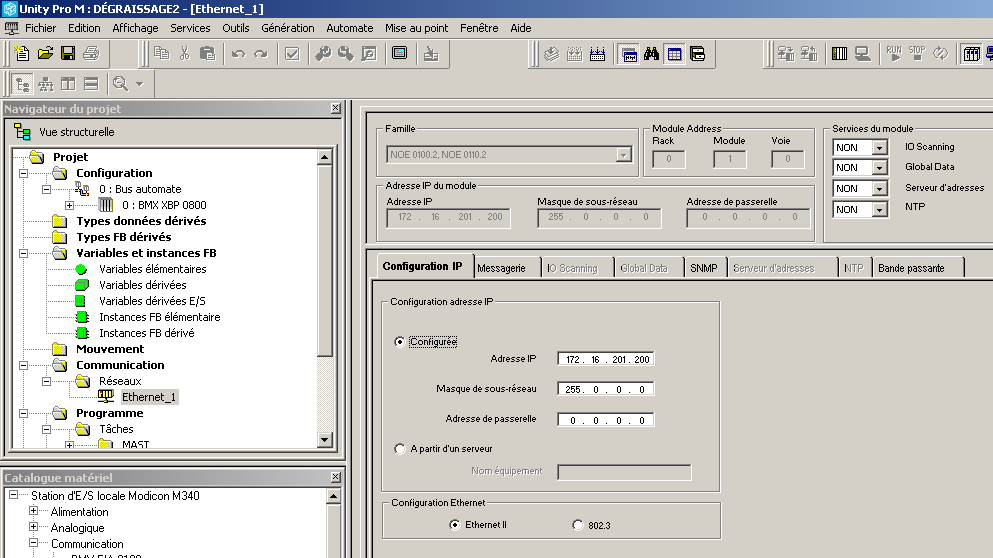 Unity Pro M : DÉGRAISSAGE2 - [Ethernet_1]
Fichier Edition Affichage Services Outils Génération Automate Mise au point Fenêtre Aide
RUN STOP
Navigateur du projet
Vue structurelle
Projet
Configuration
0 : Bus automate
0 : BMX XBP 0800
Types données dérivés
Types FB dérivés
Variables et instances FB
Variables élémentaires
Variables dérivées
Variables dérivées E/S
Instances FB élémentaire
Instances FB dérivé
Mouvement
Communication
Réseaux
Ethernet_1
Programme
Tâches
MAST
Catalogue matériel
Station d'E/S locale Modicon M340
Alimentation
Analogique
Communication
Famille
NOE 0100.2, NOE 0110.2
Module Address
Rack Module Voie
0 1 0
Adresse IP du module
Adresse IP Masque de sous-réseau Adresse de passerelle
172 . 16 . 201 . 200 255 . 0 . 0 . 0 0 . 0 . 0 . 0
Services du module
NON IO Scanning
NON Global Data
NON Serveur d'adresses
NON NTP
Configuration IP Messagerie IO Scanning Global Data SNMP Serveur d'adresses NTP Bande passante
Configuration adresse IP
Configurée
Adresse IP 172 . 16 . 201 . 200
Masque de sous-réseau 255 . 0 . 0 . 0
Adresse de passerelle 0 . 0 . 0 . 0
A partir d'un serveur
Nom équipement
Configuration Ethernet
Ethernet II 802.3